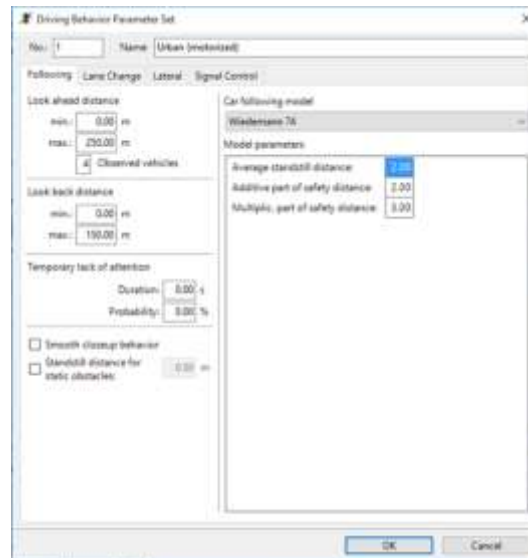 Driving Behavior Parameter Set
No.: 1 Name: Urban (motorized)
Following Lane Change Lateral Signal Control
Look ahead distance
min.: 0.00 m
max.: 250.00 m
4 Observed vehicles
Look back distance
min.: 0.00 m
max.: 150.00 m
Temporary lack of attention
Duration: 0.00 s
Probability: 0.00 %
Smooth closeup behavior
Standstill distance for
static obstacles: 0.50 m
Car following model
Wiedemann 74
Model parameters
Average standstill distance: 2.00
Additive part of safety distance: 2.00
Multiplic. part of safety distance: 3.00
OK Cancel